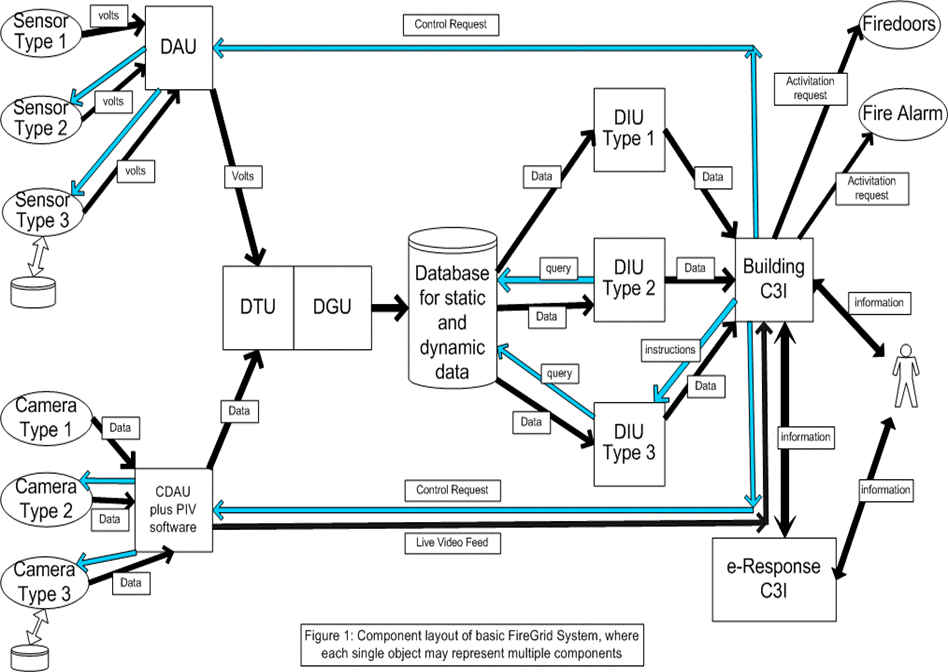 Sensor
Type 1
volts
DAU
Control Request
Firedoors
Activitation
request
Sensor
Type 2
volts
DIU
Type 1
Fire Alarm
volts
Volts
Data
Data
Activitation
request
Sensor
Type 3
Database
for static
and
dynamic
data
query
DIU
Type 2
Data
Building
C3I
DTU
DGU
Data
information
instructions
query
Data
Camera
Type 1
Data
Data
Data
DIU
Type 3
information
Camera
Type 2
Data
CDAU
plus PIV
software
Control Request
information
Live Video Feed
Camera
Type 3
Data
e-Response
C3I
Figure 1: Component layout of basic FireGrid System, where
each single object may represent multiple components